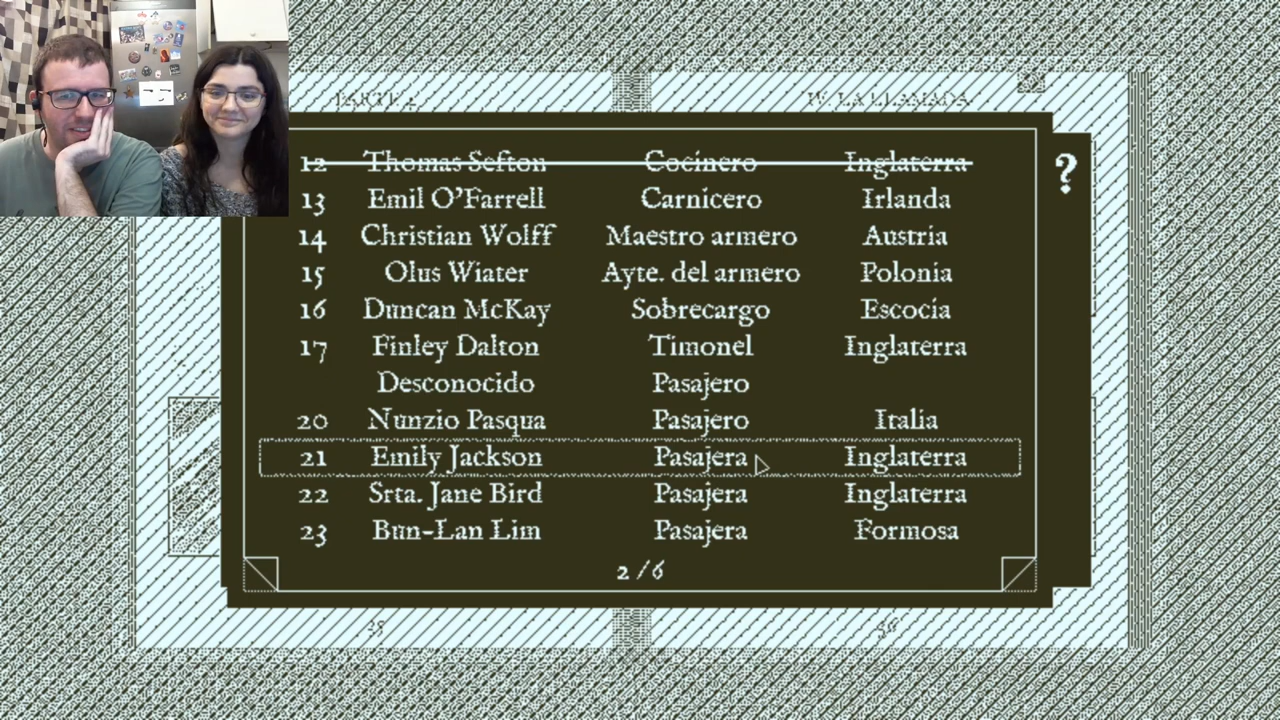 PARTE 2
IV. LA LLAMADA
12 Thomas Sefton Cocinero Inglaterra
13 Emil O'Farrell Carnicero Irlanda
14 Christian Wolff Maestro armero Austria
15 Olus Wiater Ayte. del armero Polonia
16 Duncan McKay Sobrecargo Escocia
17 Finley Dalton Timonel Inglaterra
Desconocido Pasajero
20 Nunzio Pasqua Pasajero Italia
21 Emily Jackson Pasajera Inglaterra
22 Srta. Jane Bird Pasajera Inglaterra
23 Bun-Lan Lim Pasajera Formosa
2 / 6
?